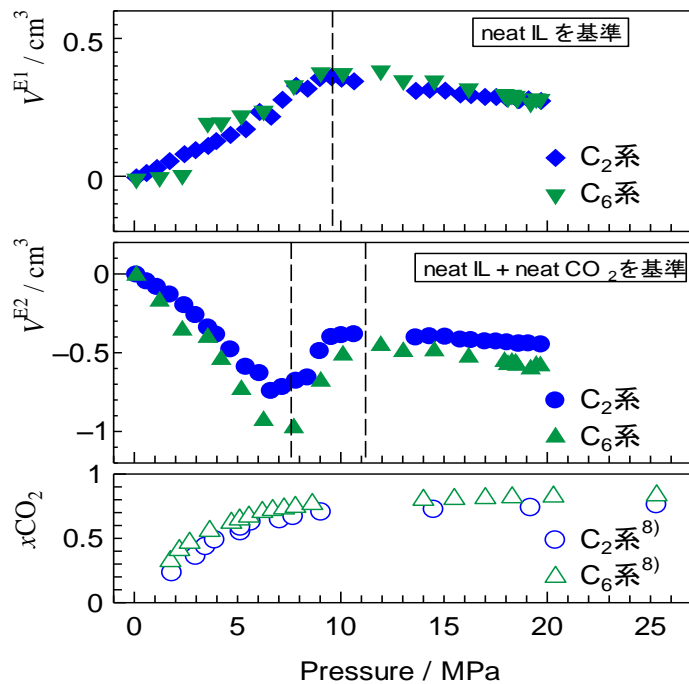 0.5
0
V^E1 / cm^3
neat IL を基準
C₂系
C₆系
0
−0.5
−1
V^E2 / cm^3
neat IL + neat CO₂を基準
C₂系
C₆系
1
0.5
0
xCO₂
C₂系^8)
C₆系^8)
0 5 10 15 20 25
Pressure / MPa